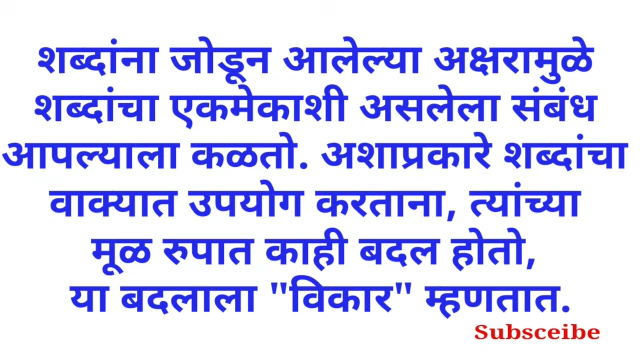 शब्दांना जोडून आलेल्या अक्षरामुळे
शब्दांचा एकमेकाशी असलेला संबंध
आपल्याला कळतो. अशाप्रकारे शब्दांचा
वाक्यात उपयोग करताना, त्यांच्या
मूळ रुपात काही बदल होतो,
या बदलाला "विकार" म्हणतात.
Subsceibe